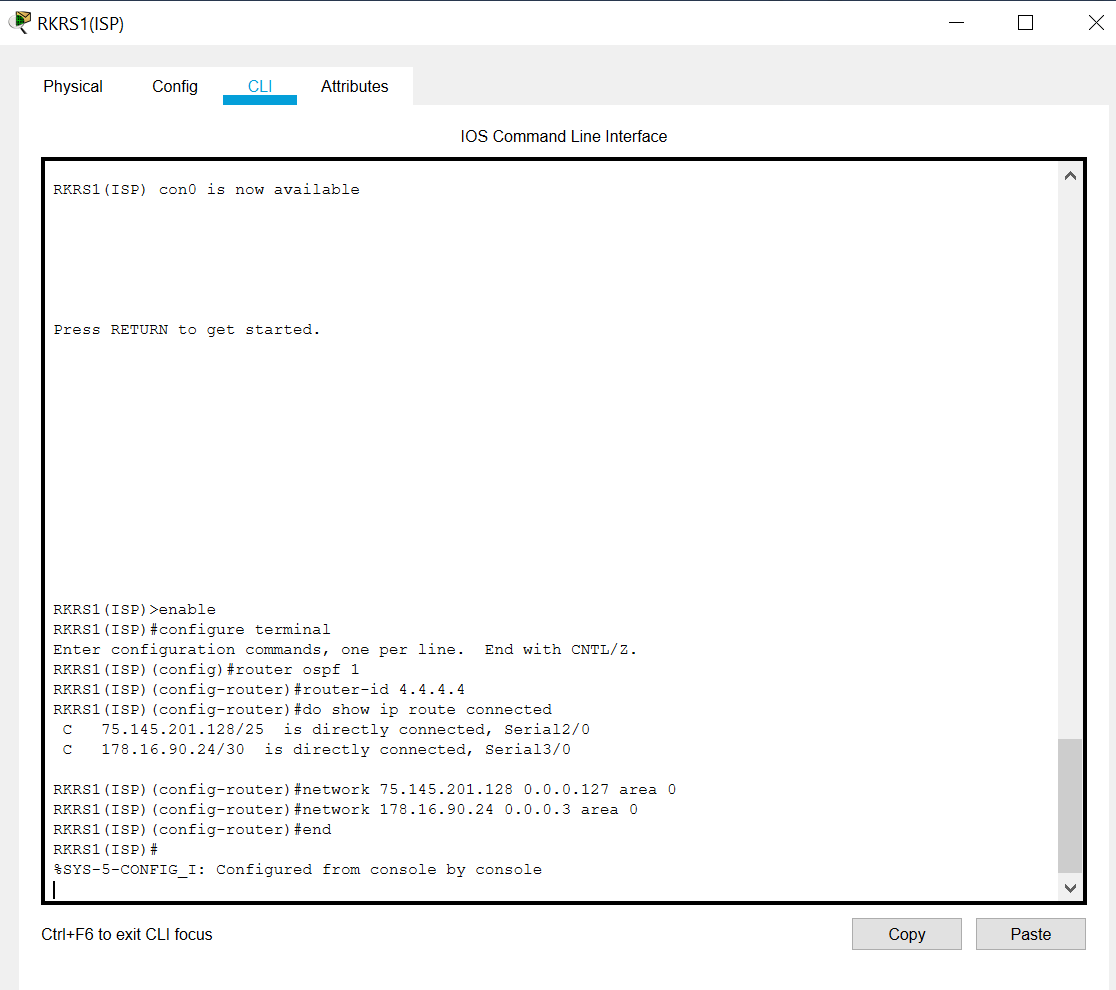 RKRS1(ISP)
Physical Config CLI Attributes
IOS Command Line Interface
RKRS1(ISP) con0 is now available
Press RETURN to get started.
RKRS1(ISP)>enable
RKRS1(ISP)#configure terminal
Enter configuration commands, one per line.  End with CNTL/Z.
RKRS1(ISP)(config)#router ospf 1
RKRS1(ISP)(config-router)#router-id 4.4.4.4
RKRS1(ISP)(config-router)#do show ip route connected
C   75.145.201.128/25  is directly connected, Serial2/0
C   178.16.90.24/30  is directly connected, Serial3/0
RKRS1(ISP)(config-router)#network 75.145.201.128 0.0.0.127 area 0
RKRS1(ISP)(config-router)#network 178.16.90.24 0.0.0.3 area 0
RKRS1(ISP)(config-router)#end
RKRS1(ISP)#
%SYS-5-CONFIG_I: Configured from console by console
Ctrl+F6 to exit CLI focus
Copy Paste